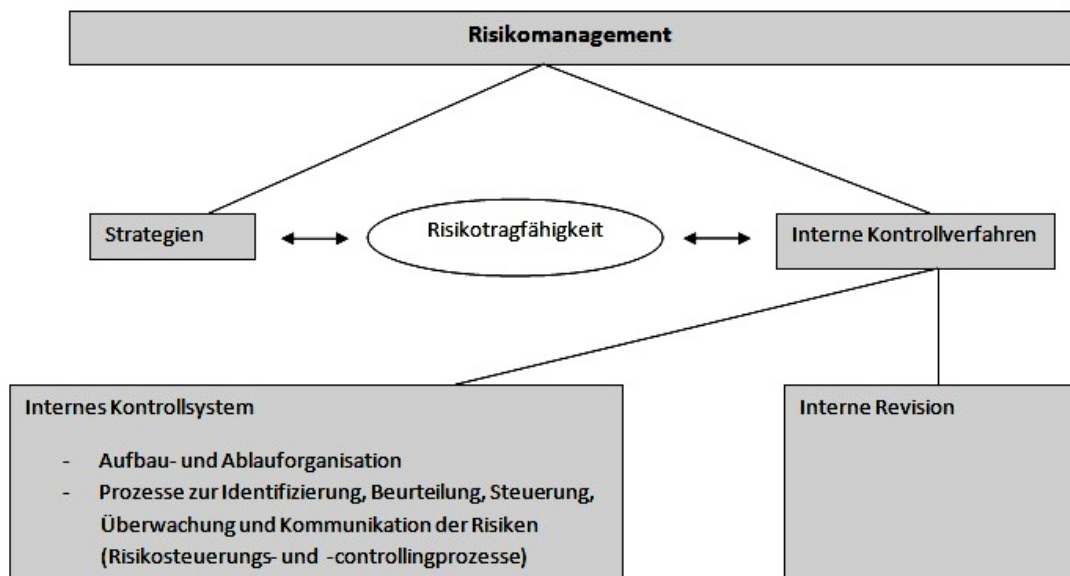 Risikomanagement
Strategien
Risikotragfähigkeit
Interne Kontrollverfahren
Internes Kontrollsystem
- Aufbau- und Ablauforganisation
- Prozesse zur Identifizierung, Beurteilung, Steuerung,
Überwachung und Kommunikation der Risiken
(Risikosteuerungs- und -controllingprozesse)
Interne Revision